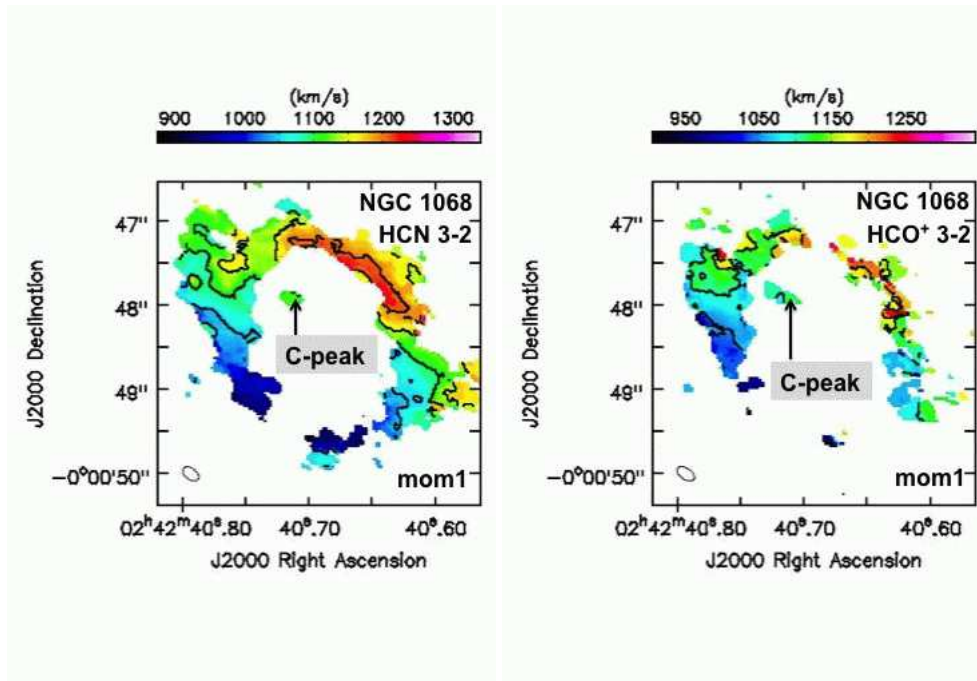 (km/s)
900 1000 1100 1200 1300
NGC 1068
HCN 3-2
47"
48"
49"
−0°00'50"
J2000 Declination
C-peak
mom1
02ʰ42ᵐ40ˢ.80 40ˢ.70 40ˢ.60
J2000 Right Ascension
(km/s)
950 1050 1150 1250
NGC 1068
HCO⁺ 3-2
47"
48"
49"
−0°00'50"
J2000 Declination
C-peak
mom1
02ʰ42ᵐ40ˢ.80 40ˢ.70 40ˢ.60
J2000 Right Ascension